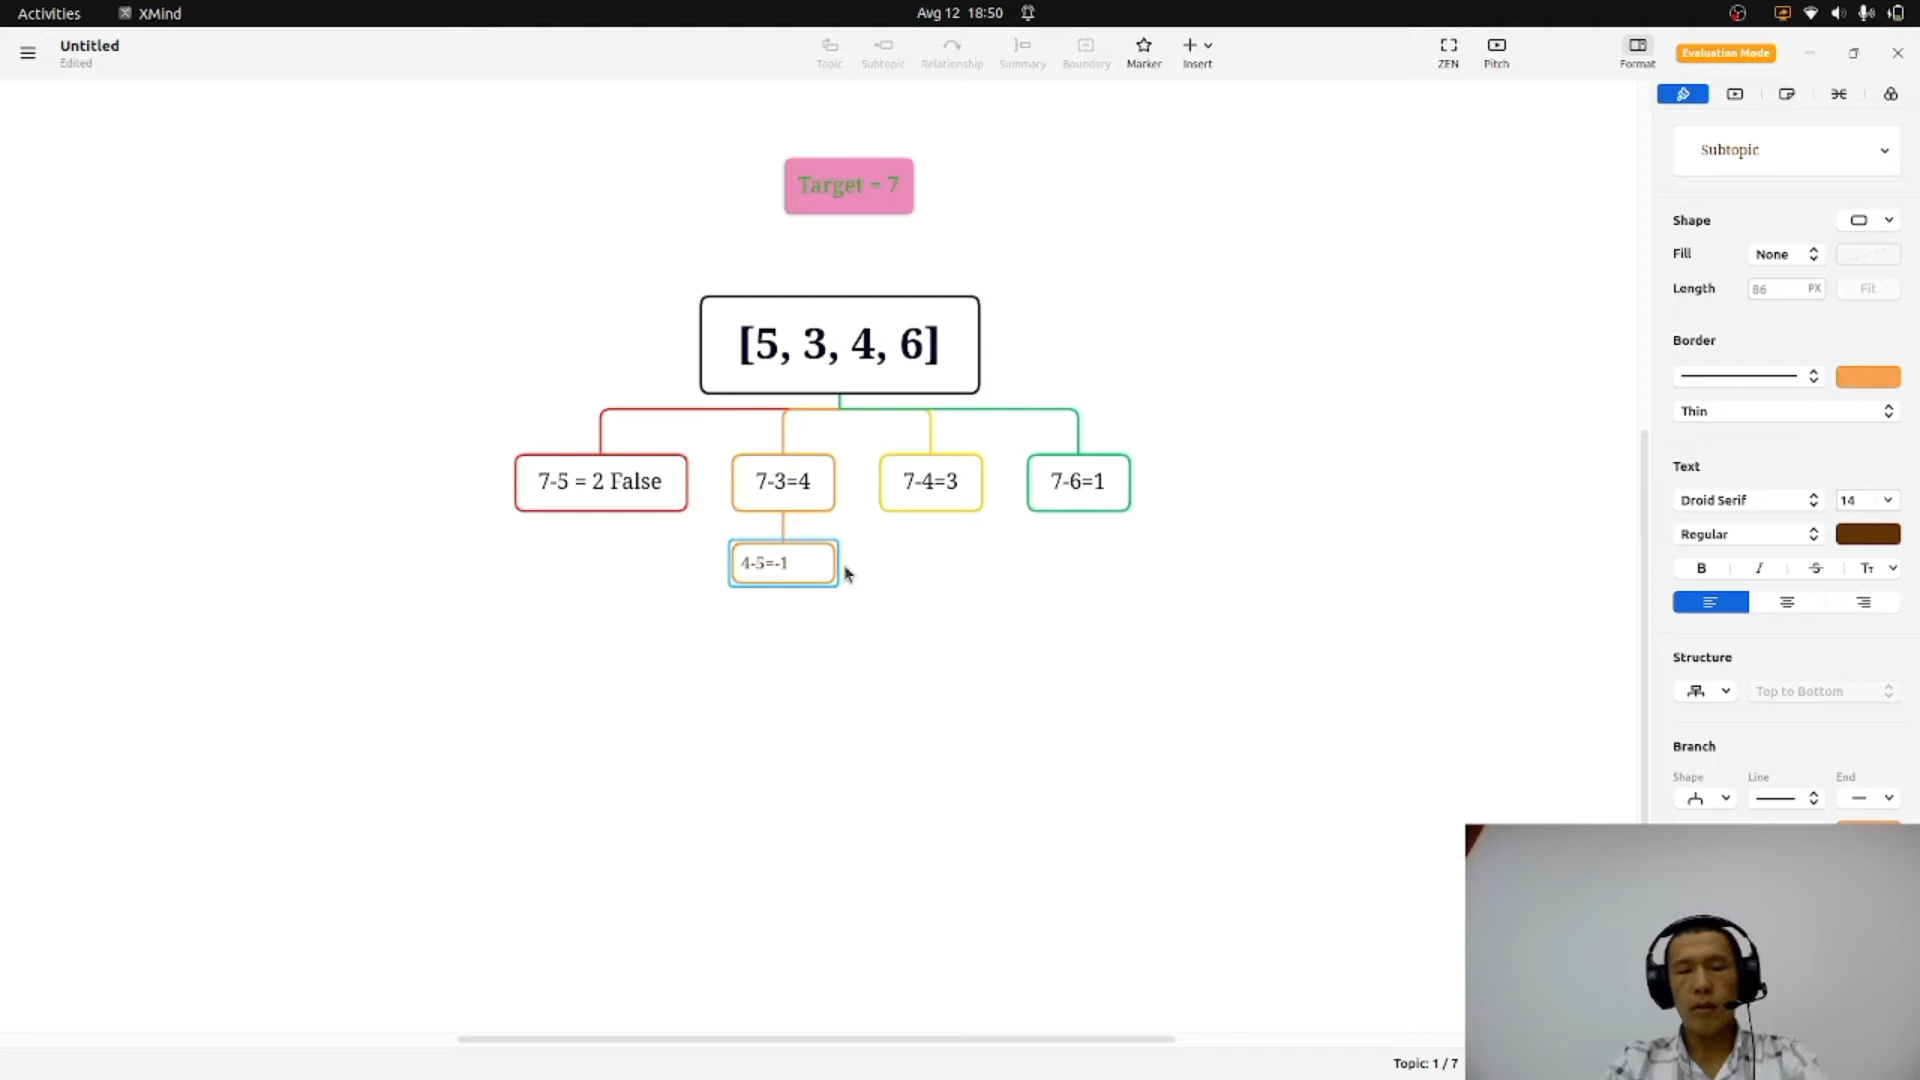 Activities XMind Avg 12 18:50
Untitled
Edited
Topic Subtopic Relationship Summary Boundary Marker Insert ZEN Pitch Format Evaluation Mode
Target = 7
[5, 3, 4, 6]
7-5 = 2 False 7-3=4 7-4=3 7-6=1
4-5=-1
Subtopic
Shape
Fill None
Length 86 PX Fit
Border
Thin
Text
Droid Serif 14
Regular
B I S Tт
Structure
Top to Bottom
Branch
Shape Line End
Topic: 1 / 7